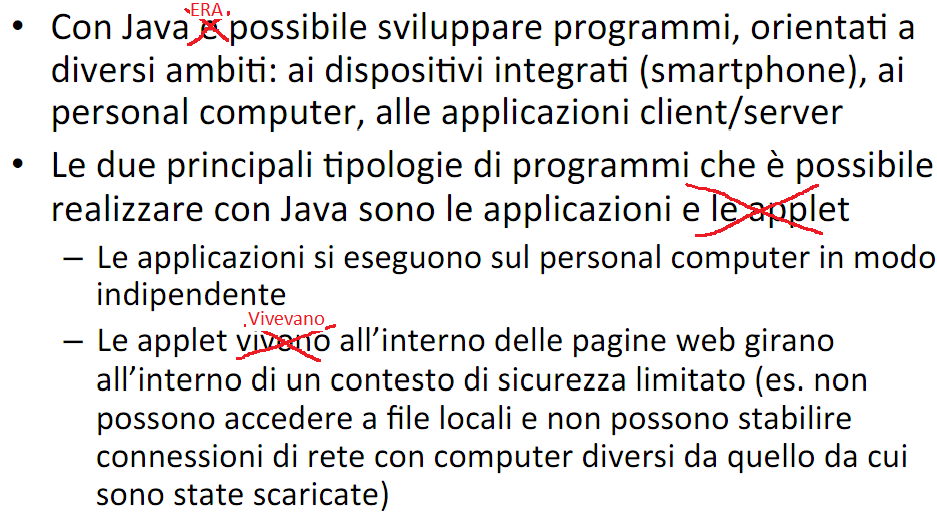 ERA
• Con Java è possibile sviluppare programmi, orientati a
diversi ambiti: ai dispositivi integrati (smartphone), ai
personal computer, alle applicazioni client/server
• Le due principali tipologie di programmi che è possibile
realizzare con Java sono le applicazioni e le applet
– Le applicazioni si eseguono sul personal computer in modo
indipendente
Vivevano
– Le applet vivono all’interno delle pagine web girano
all’interno di un contesto di sicurezza limitato (es. non
possono accedere a file locali e non possono stabilire
connessioni di rete con computer diversi da quello da cui
sono state scaricate)